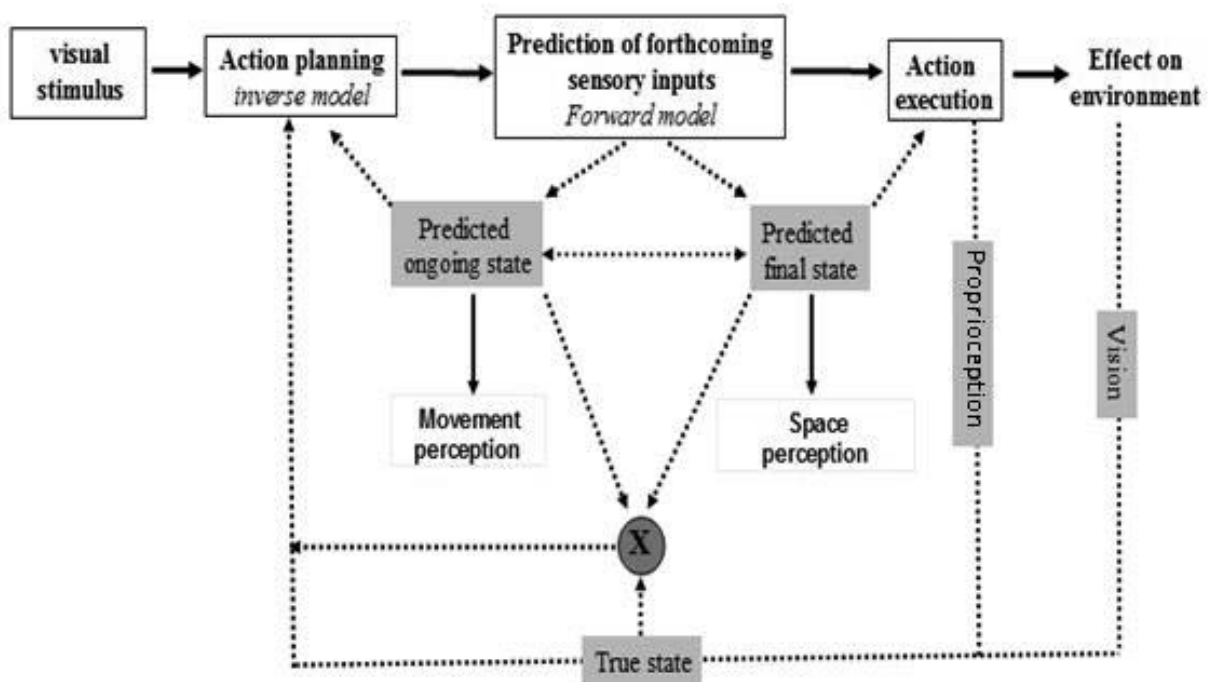 visual
stimulus
Action planning
inverse model
Prediction of forthcoming
sensory inputs
Forward model
Action
execution
Effect on
environment
Predicted
ongoing state
Predicted
final state
Proprioception
Vision
Movement
perception
Space
perception
X
True state